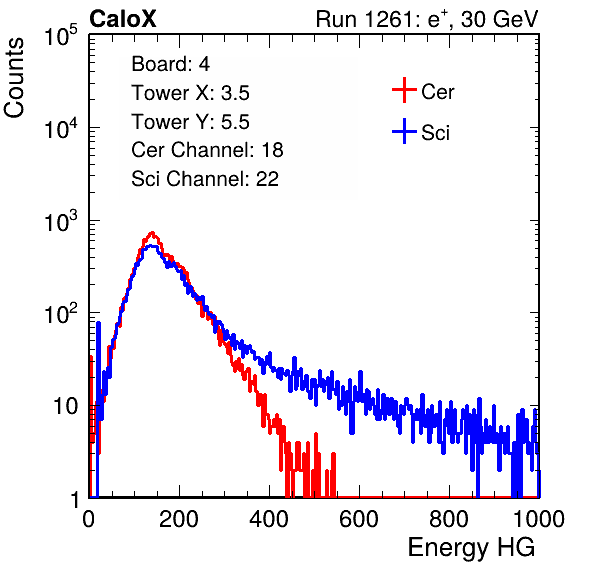 CaloX Run 1261: e⁺, 30 GeV
Counts
Board: 4
Tower X: 3.5
Tower Y: 5.5
Cer Channel: 18
Sci Channel: 22
Cer
Sci
10⁵
10⁴
10³
10²
10
1
0 200 400 600 800 1000
Energy HG